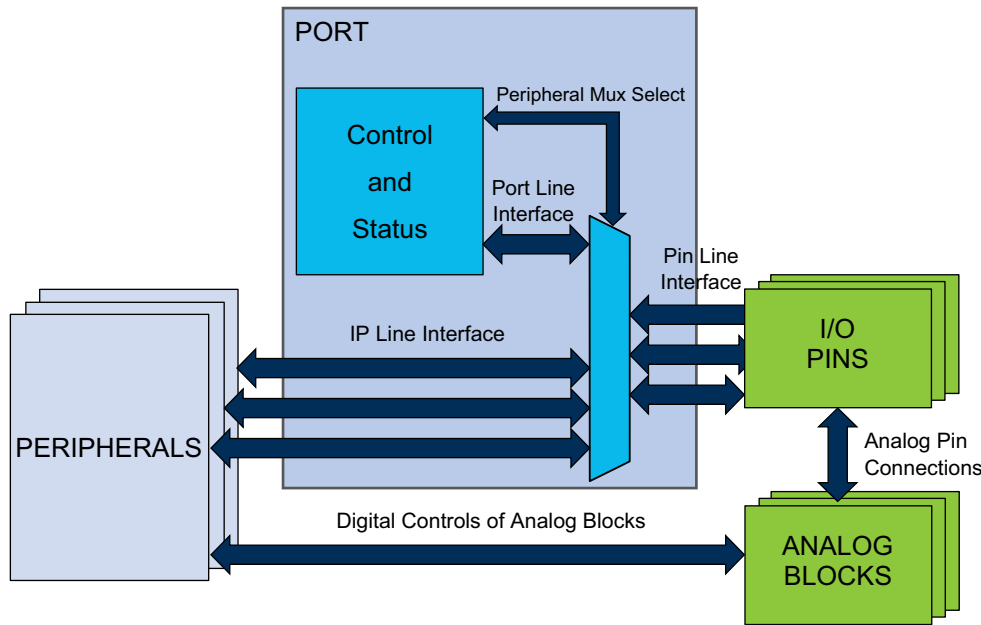 PORT
Peripheral Mux Select
Control
and
Status
Port Line
Interface
Pin Line
Interface
I/O
PINS
IP Line Interface
PERIPHERALS
Analog Pin
Connections
Digital Controls of Analog Blocks
ANALOG
BLOCKS